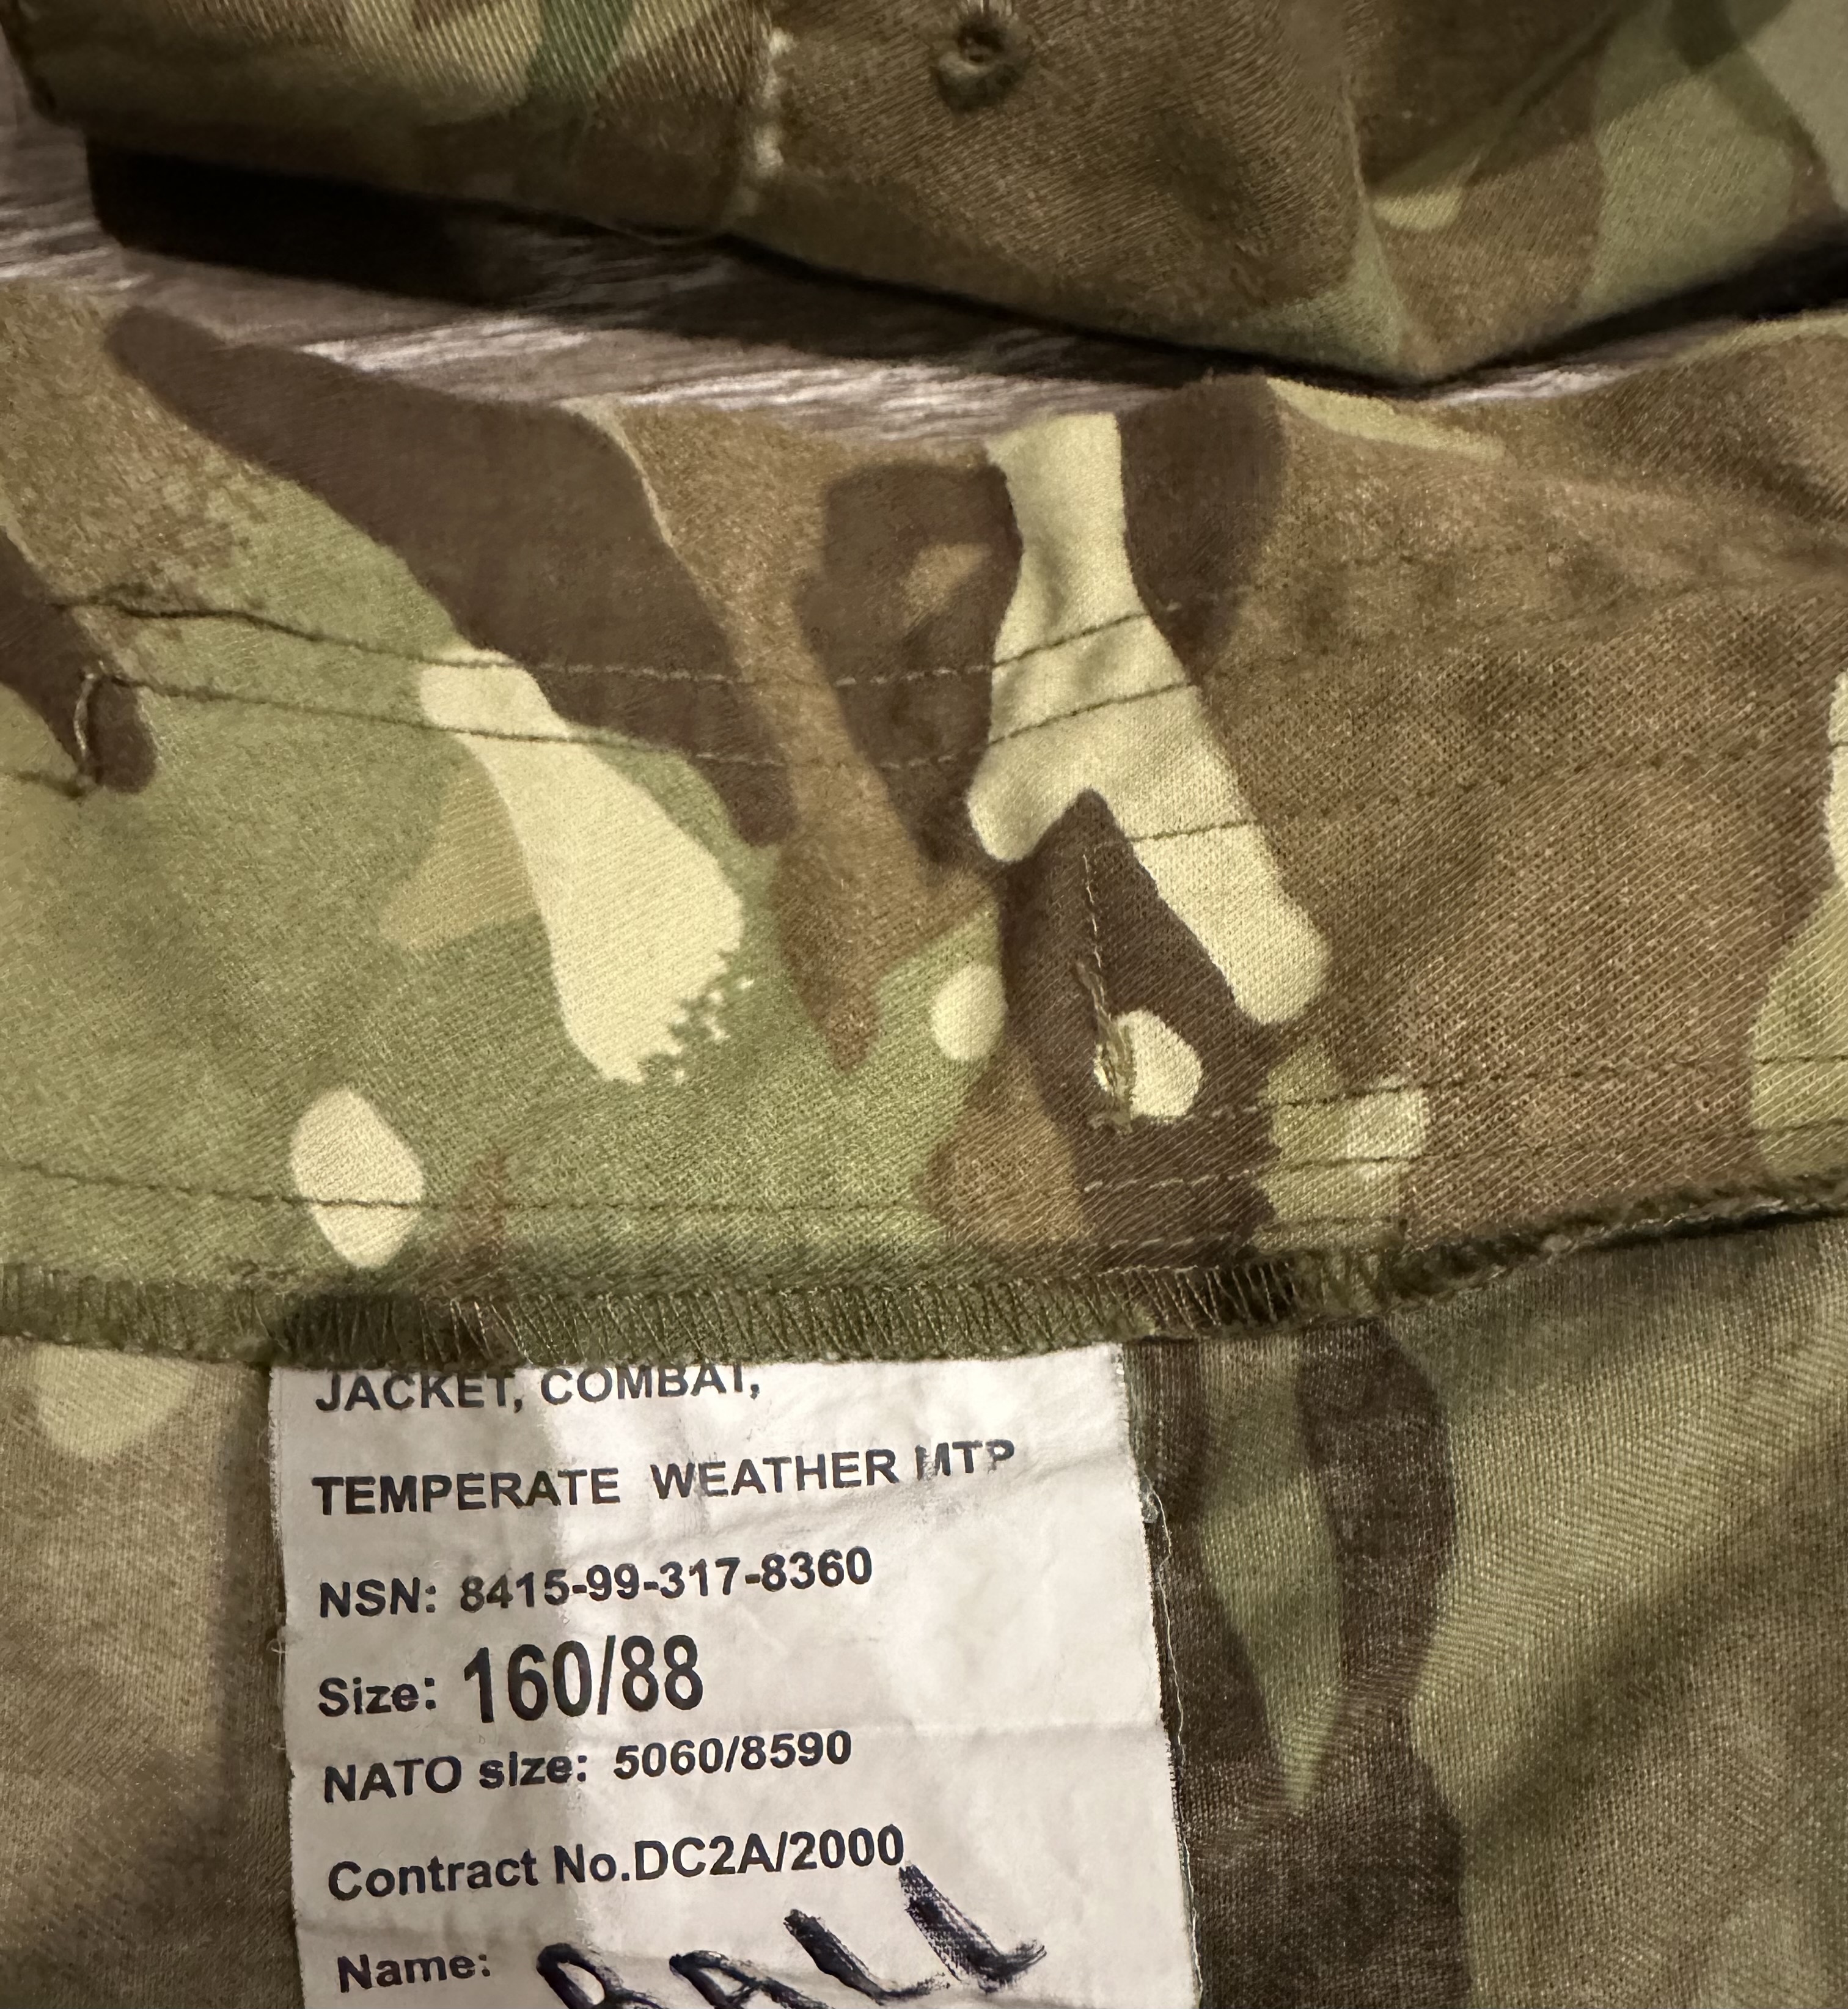 JACKET, COMBAT,
TEMPERATE WEATHER MTP
NSN: 8415-99-317-8360
Size: 160/88
NATO size: 5060/8590
Contract No.DC2A/2000
Name: BALL